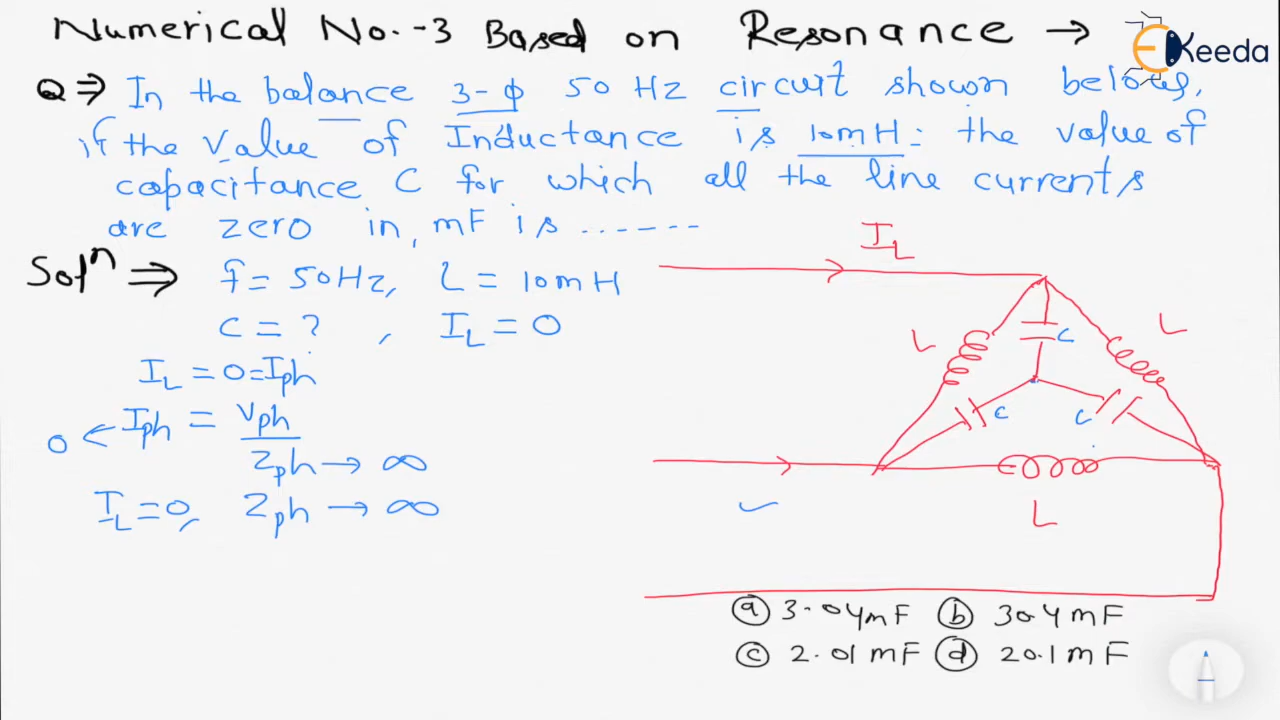 Numerical No.-3 Based on Resonance →
EKeeda
Q ⇒ In the balance 3-ϕ 50 Hz circuit shown below,
if the value of Inductance is 10mH: the value of
capacitance C for which all the line currents
are zero in, mF is ......
Solⁿ ⇒ f = 50Hz, L = 10mH
C = ? , I_L = 0
I_L = 0 = Iph
0 ← Iph = Vph / Zph → ∞
I_L = 0, Zph → ∞
I_L
L
L
C
C
C
L
(a) 3.04mF (b) 30.4mF
(c) 2.01mF (d) 20.1mF